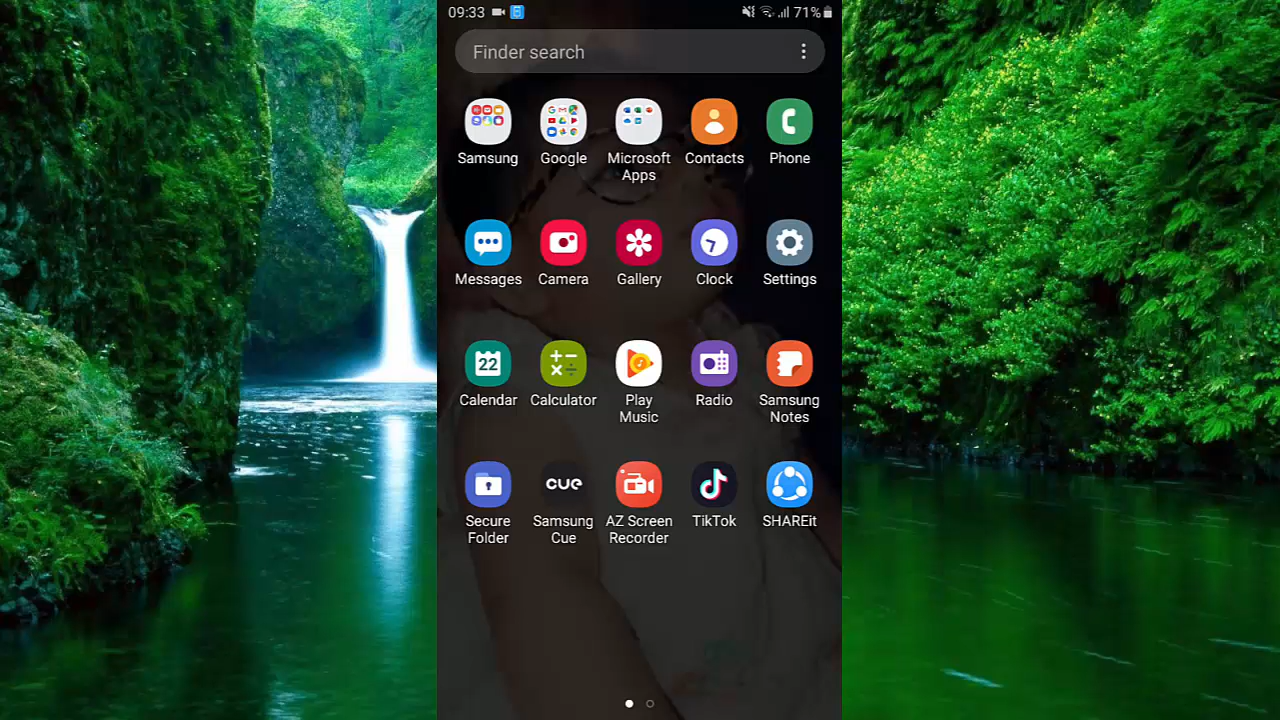 09:33
71%
Finder search
Samsung
Google
Microsoft
Apps
Contacts
Phone
Messages
Camera
Gallery
Clock
Settings
22
Calendar
Calculator
Play
Music
Radio
Samsung
Notes
Secure
Folder
CUE
Samsung
Cue
AZ Screen
Recorder
TikTok
SHAREit